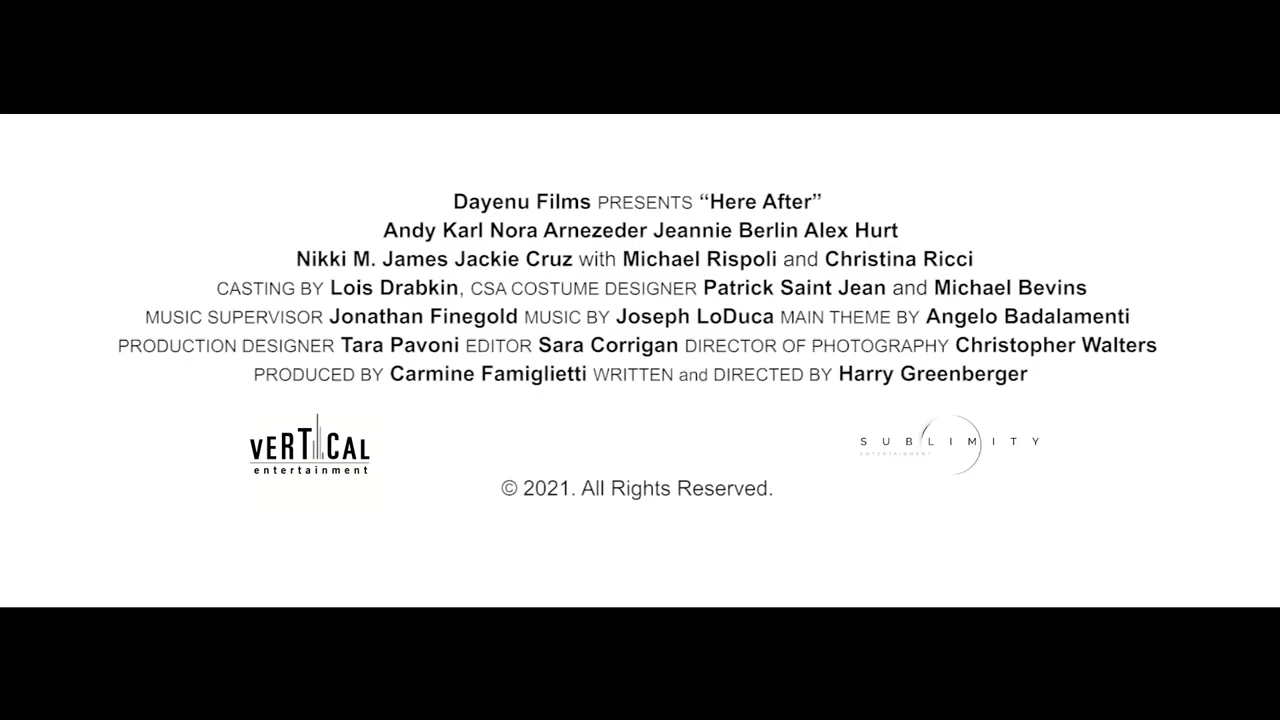 Dayenu Films PRESENTS “Here After”
Andy Karl Nora Arnezeder Jeannie Berlin Alex Hurt
Nikki M. James Jackie Cruz with Michael Rispoli and Christina Ricci
CASTING BY Lois Drabkin, CSA COSTUME DESIGNER Patrick Saint Jean and Michael Bevins
MUSIC SUPERVISOR Jonathan Finegold MUSIC BY Joseph LoDuca MAIN THEME BY Angelo Badalamenti
PRODUCTION DESIGNER Tara Pavoni EDITOR Sara Corrigan DIRECTOR OF PHOTOGRAPHY Christopher Walters
PRODUCED BY Carmine Famiglietti WRITTEN and DIRECTED BY Harry Greenberger
VERTICAL
entertainment
SUBLIMITY
ENTERTAINMENT
© 2021. All Rights Reserved.